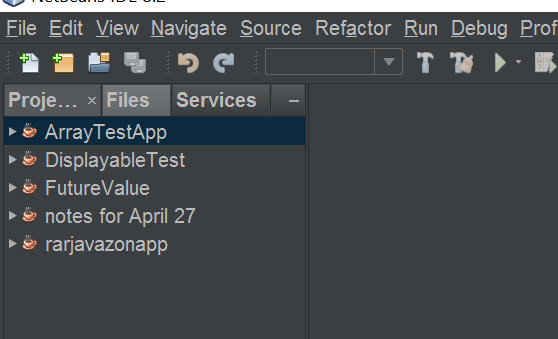 File Edit View Navigate Source Refactor Run Debug
Proje... × Files Services
ArrayTestApp
DisplayableTest
FutureValue
notes for April 27
rarjavazonapp